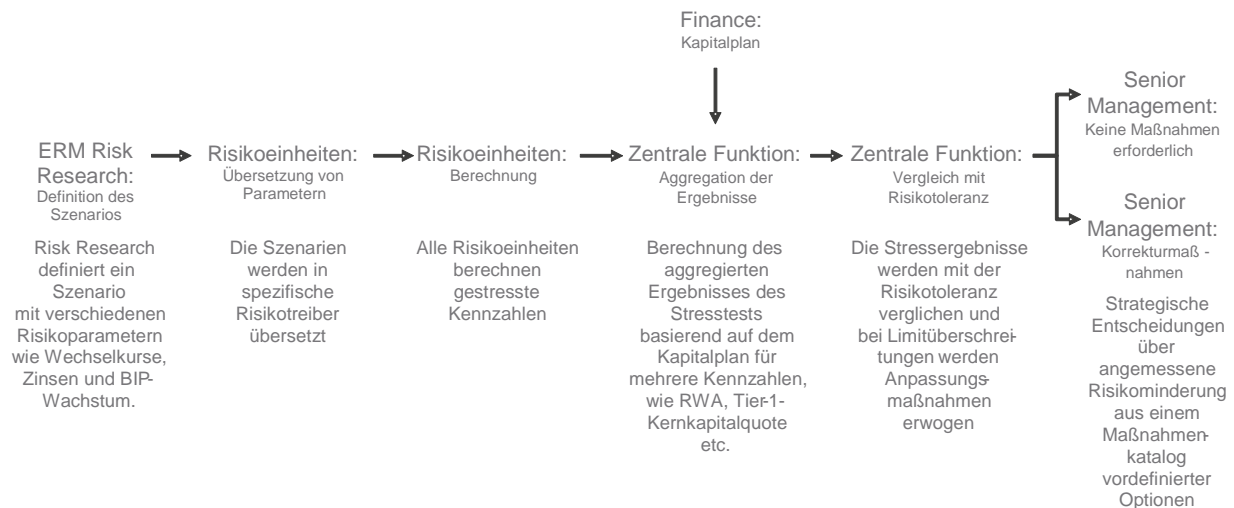 Finance:
Kapitalplan
ERM Risk
Research:
Definition des
Szenarios
Risk Research
definiert ein
Szenario
mit verschiedenen
Risikoparametern
wie Wechselkurse,
Zinsen und BIP-
Wachstum.
Risikoeinheiten:
Übersetzung von
Parametern
Die Szenarien
werden in
spezifische
Risikotreiber
übersetzt
Risikoeinheiten:
Berechnung
Alle Risikoeinheiten
berechnen
gestresste
Kennzahlen
Zentrale Funktion:
Aggregation der
Ergebnisse
Berechnung des
aggregierten
Ergebnisses des
Stresstests
basierend auf dem
Kapitalplan für
mehrere Kennzahlen,
wie RWA, Tier-1-
Kernkapitalquote
etc.
Zentrale Funktion:
Vergleich mit
Risikotoleranz
Die Stressergebnisse
werden mit der
Risikotoleranz
verglichen und
bei Limitüberschrei-
tungen werden
Anpassungs-
maßnahmen
erwogen
Senior
Management:
Keine Maßnahmen
erforderlich
Senior
Management:
Korrekturmaß -
nahmen
Strategische
Entscheidungen
über
angemessene
Risikominderung
aus einem
Maßnahmen-
katalog
vordefinierter
Optionen